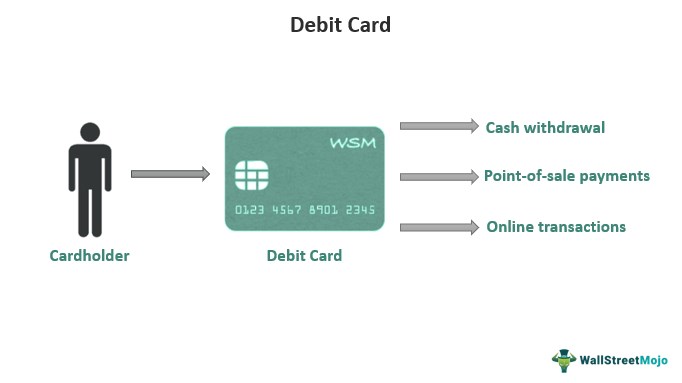 Debit Card
WSM
0123 4567 8901 2345
Cash withdrawal
Point-of-sale payments
Online transactions
Cardholder
Debit Card
WallStreetMojo